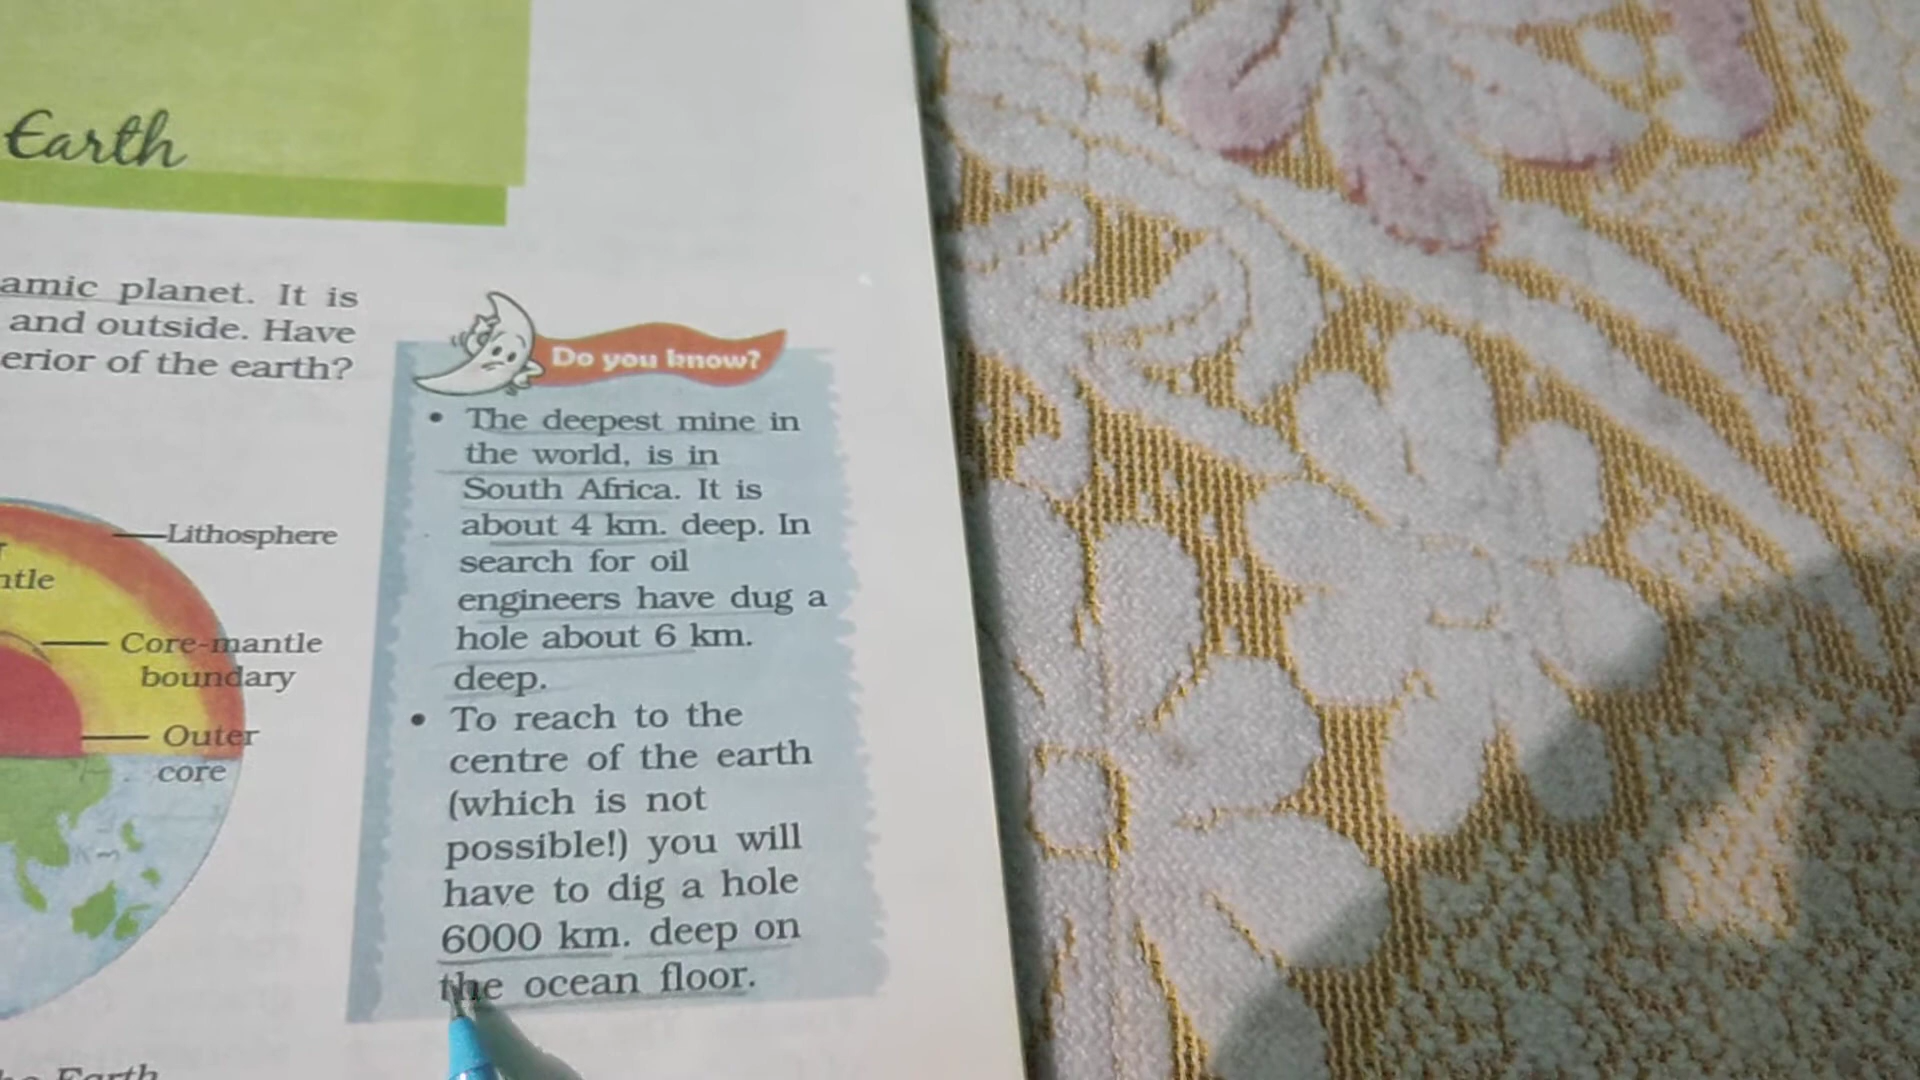 Earth
amic planet. It is
and outside. Have
erior of the earth?
Do you know?
• The deepest mine in
the world, is in
South Africa. It is
about 4 km. deep. In
search for oil
engineers have dug a
hole about 6 km.
deep.
• To reach to the
centre of the earth
(which is not
possible!) you will
have to dig a hole
6000 km. deep on
the ocean floor.
Lithosphere
ntle
Core-mantle
boundary
Outer
core
Earth